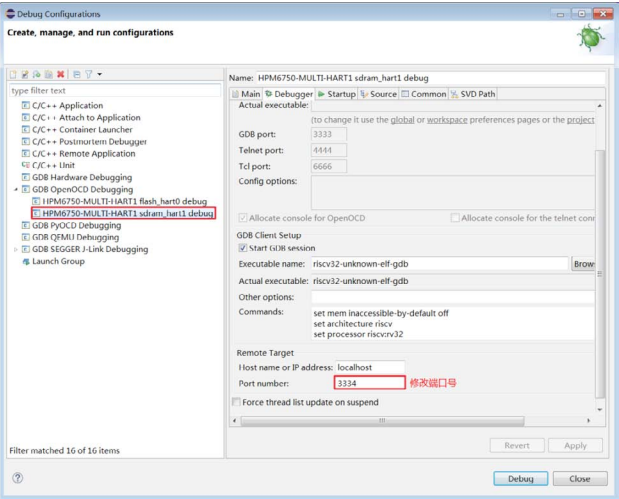 Debug Configurations
Create, manage, and run configurations
type filter text
C/C++ Application
C/C++ Attach to Application
C/C++ Container Launcher
C/C++ Postmortem Debugger
C/C++ Remote Application
C/C++ Unit
GDB Hardware Debugging
GDB OpenOCD Debugging
HPM6750-MULTI-HART1 flash_hart0 debug
HPM6750-MULTI-HART1 sdram_hart1 debug
GDB PyOCD Debugging
GDB QEMU Debugging
GDB SEGGER J-Link Debugging
Launch Group
Filter matched 16 of 16 items
Name: HPM6750-MULTI-HART1 sdram_hart1 debug
Main Debugger Startup Source Common SVD Path
Actual executable:
(to change it use the global or workspace preferences pages or the project
GDB port: 3333
Telnet port: 4444
Tcl port: 6666
Config options:
Allocate console for OpenOCD Allocate console for the telnet conn
GDB Client Setup
Start GDB session
Executable name: riscv32-unknown-elf-gdb Brow
Actual executable: riscv32-unknown-elf-gdb
Other options:
Commands: set mem inaccessible-by-default off
set architecture riscv
set processor riscv:rv32
Remote Target
Host name or IP address: localhost
Port number: 3334 修改端口号
Force thread list update on suspend
Revert Apply
Debug Close